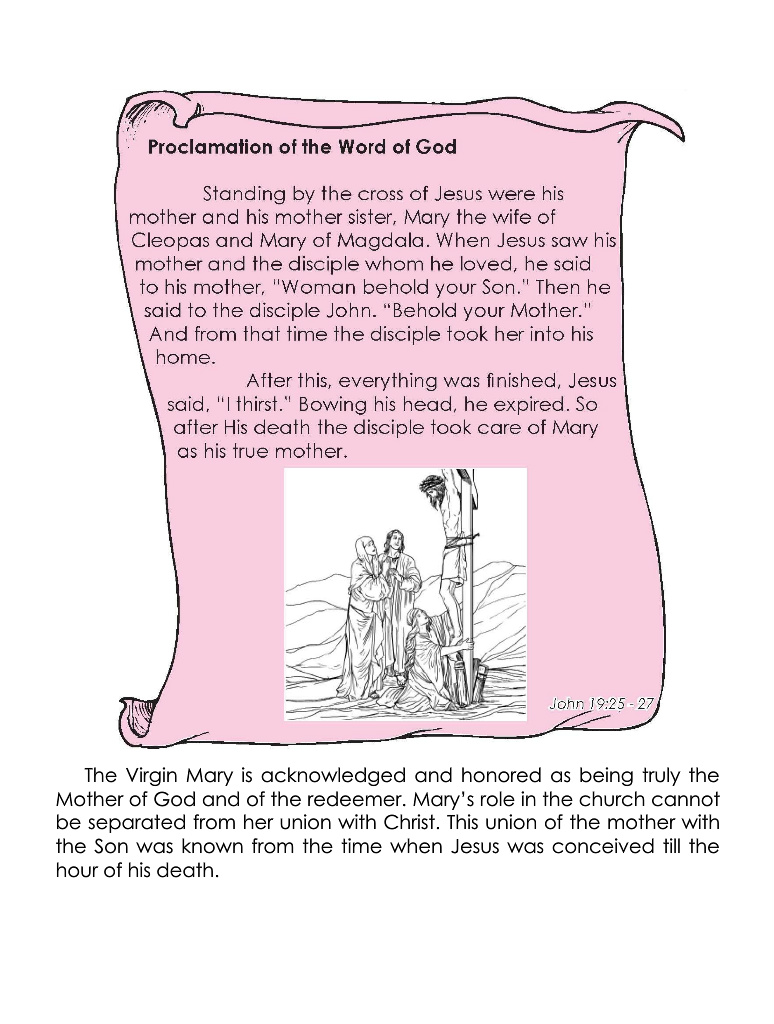 Proclamation of the Word of God
Standing by the cross of Jesus were his
mother and his mother sister, Mary the wife of
Cleopas and Mary of Magdala. When Jesus saw his
mother and the disciple whom he loved, he said
to his mother, "Woman behold your Son." Then he
said to the disciple John. “Behold your Mother.”
And from that time the disciple took her into his
home.
After this, everything was finished, Jesus
said, “I thirst.” Bowing his head, he expired. So
after His death the disciple took care of Mary
as his true mother.
John 19:25 - 27
The Virgin Mary is acknowledged and honored as being truly the
Mother of God and of the redeemer. Mary’s role in the church cannot
be separated from her union with Christ. This union of the mother with
the Son was known from the time when Jesus was conceived till the
hour of his death.